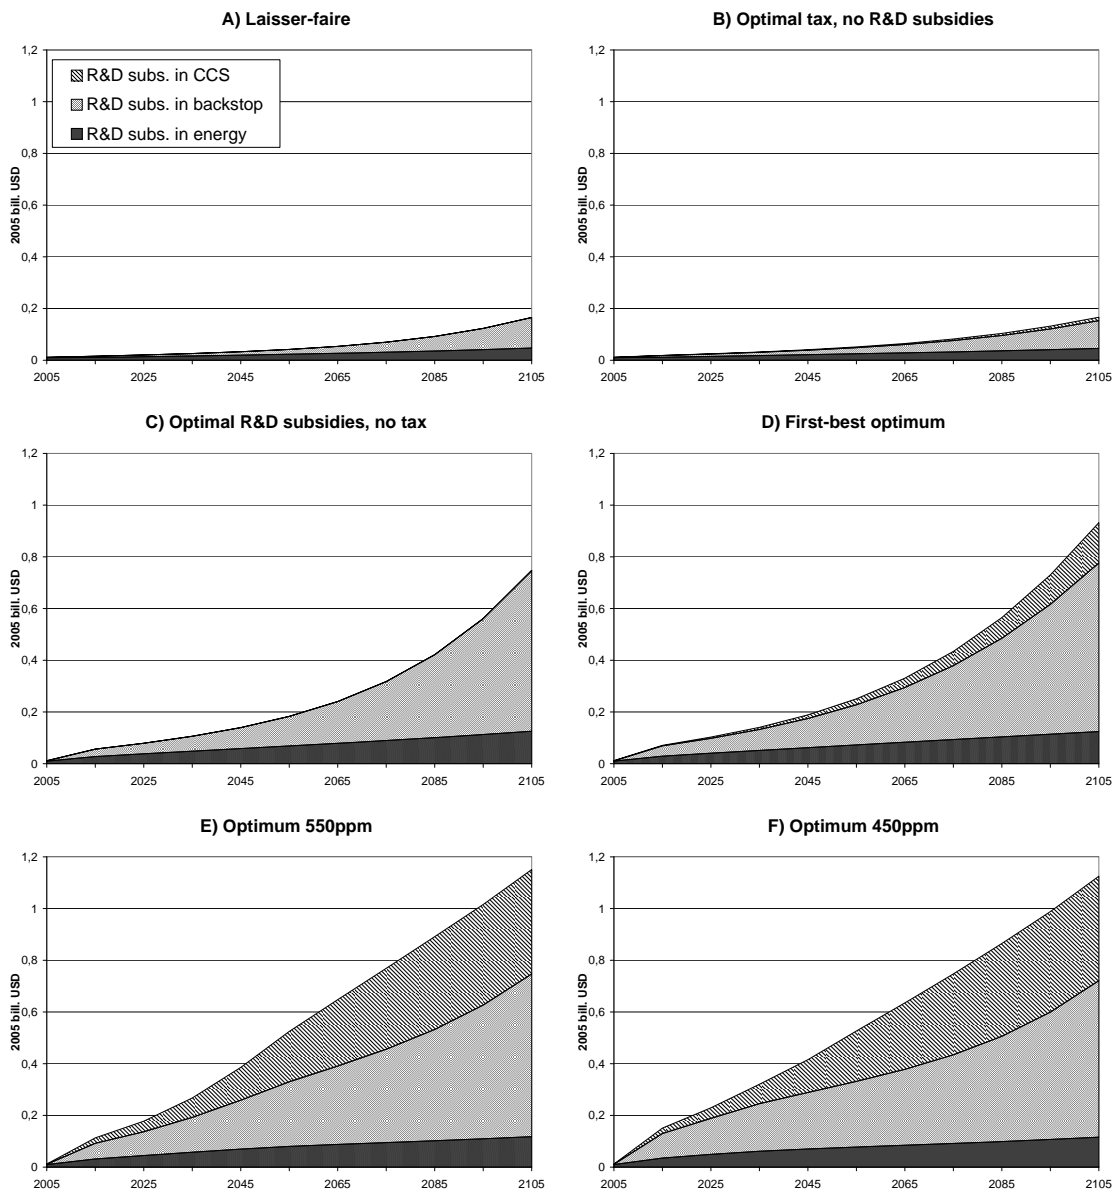 A) Laisser-faire
1,2
1
0,8
0,6
0,4
0,2
0
2005 bill. USD
R&D subs. in CCS
R&D subs. in backstop
R&D subs. in energy
2005 2025 2045 2065 2085 2105
B) Optimal tax, no R&D subsidies
1,2
1
0,8
0,6
0,4
0,2
0
2005 bill. USD
2005 2025 2045 2065 2085 2105
C) Optimal R&D subsidies, no tax
1,2
1
0,8
0,6
0,4
0,2
0
2005 bill. USD
2005 2025 2045 2065 2085 2105
D) First-best optimum
1,2
1
0,8
0,6
0,4
0,2
0
2005 bill. USD
2005 2025 2045 2065 2085 2105
E) Optimum 550ppm
1,2
1
0,8
0,6
0,4
0,2
0
2005 bill. USD
2005 2025 2045 2065 2085 2105
F) Optimum 450ppm
1,2
1
0,8
0,6
0,4
0,2
0
2005 bill. USD
2005 2025 2045 2065 2085 2105